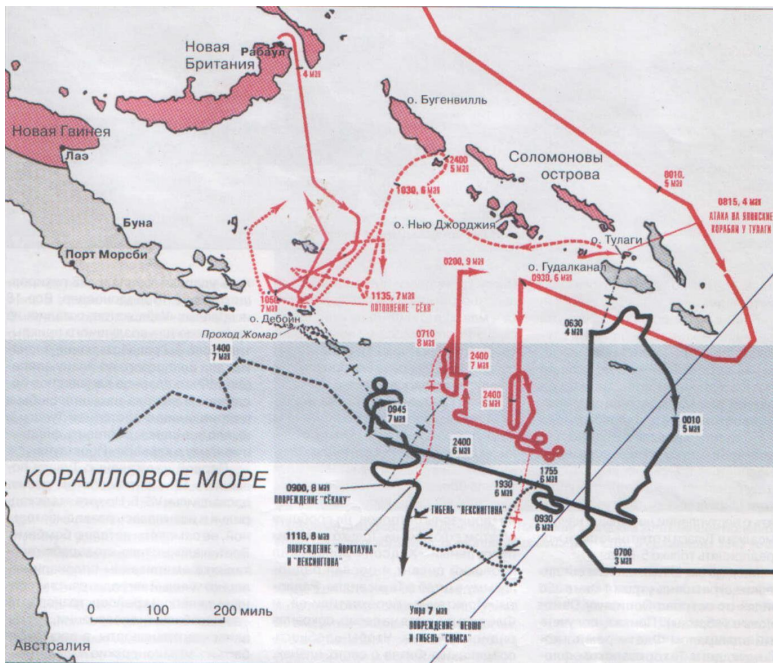 Новая
Британия
Рабаул
4 мая
о. Бугенвилль
Новая Гвинея
Лаэ
Соломоновы
острова
2400
5 мая
1030, 6 мая
0010,
5 мая
0815, 4 мая
АТАКА НА ЯПОНСКИЕ
КОРАБЛИ У ТУЛАГИ
Буна
о. Нью Джорджия
о. Тулаги
Порт Морсби
0200, 9 мая
о. Гудалканал
0930, 6 мая
1135, 7 мая
ПОТОПЛЕНИЕ "СЁХО"
7 мая
о. Дебойн
Проход Жомар
0710
8 мая
0630
4 мая
1400
7 мая
2400
7 мая
0945
7 мая
2400
6 мая
0010
5 мая
2400
6 мая
КОРАЛЛОВОЕ МОРЕ
0900, 8 мая
ПОВРЕЖДЕНИЕ "СЁКАКУ"
1755
6 мая
1930
6 мая
ГИБЕЛЬ "ЛЕКСИНГТОНА"
0930
6 мая
1118, 8 мая
ПОВРЕЖДЕНИЕ "ЙОРКТАУНА"
И "ЛЕКСИНГТОНА"
0700
3 мая
0 100 200 миль
Утро 7 мая
ПОВРЕЖДЕНИЕ "НЕОШО"
И ГИБЕЛЬ "СИМСА"
Австралия